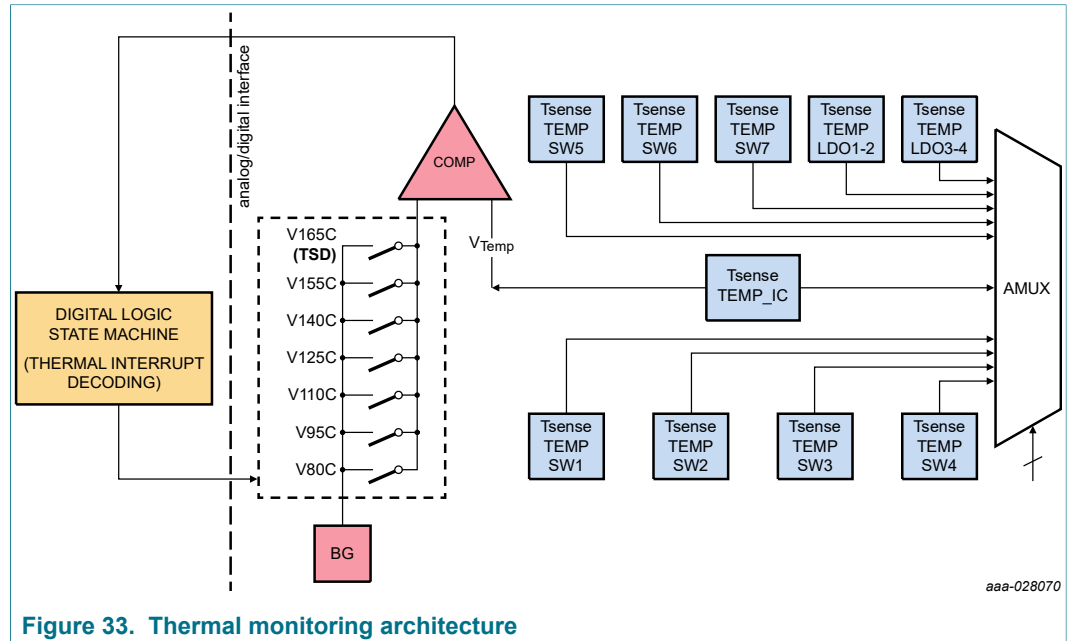 analog/digital interface
COMP
V165C
(TSD)
V155C
V140C
V125C
V110C
V95C
V80C
BG
DIGITAL LOGIC
STATE MACHINE
(THERMAL INTERRUPT
DECODING)
VTemp
Tsense
TEMP
SW5
Tsense
TEMP
SW6
Tsense
TEMP
SW7
Tsense
TEMP
LDO1-2
Tsense
TEMP
LDO3-4
Tsense
TEMP_IC
AMUX
Tsense
TEMP
SW1
Tsense
TEMP
SW2
Tsense
TEMP
SW3
Tsense
TEMP
SW4
aaa-028070
Figure 33. Thermal monitoring architecture